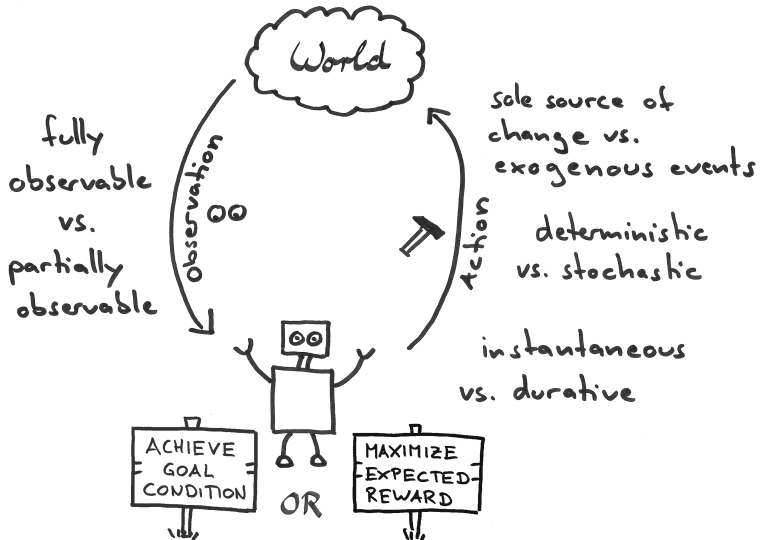 World
fully
observable
vs.
partially
observable
Observation
Action
sole source of
change vs.
exogenous events
deterministic
vs. stochastic
instantaneous
vs. durative
ACHIEVE
GOAL
CONDITION
OR
MAXIMIZE
EXPECTED
REWARD